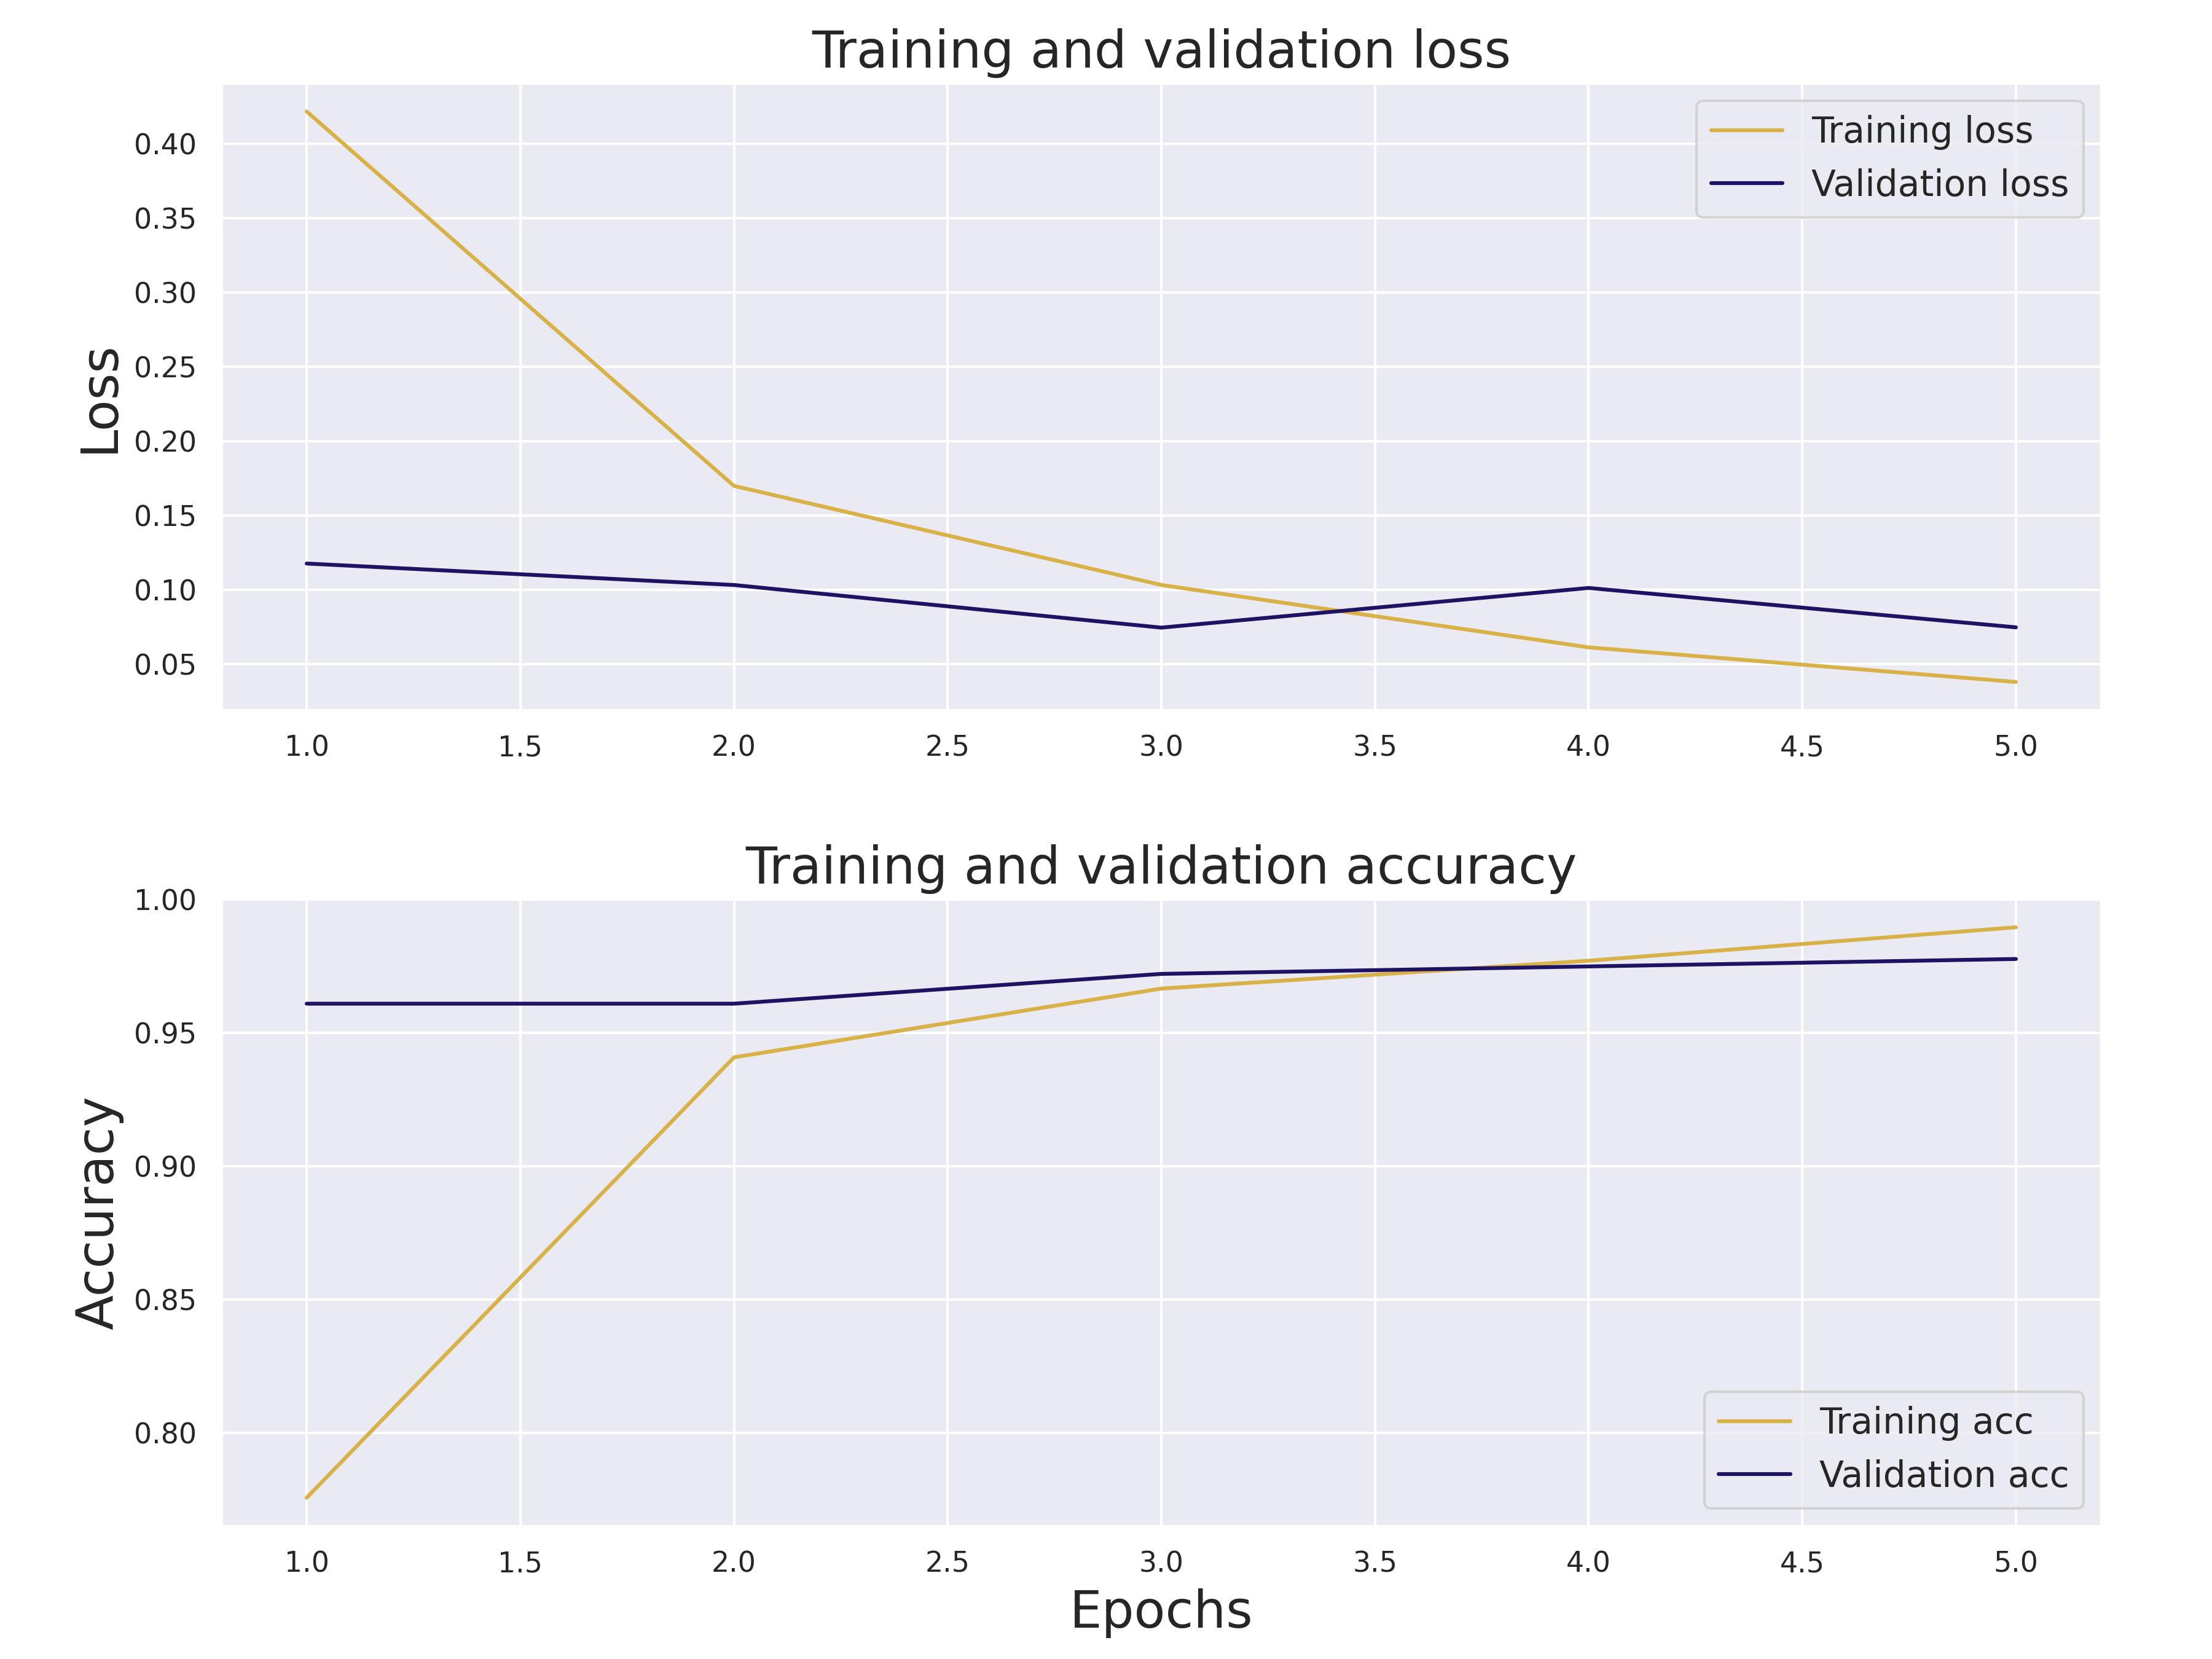 Training and validation loss
Training loss
Validation loss
Loss
0.40
0.35
0.30
0.25
0.20
0.15
0.10
0.05
1.0 1.5 2.0 2.5 3.0 3.5 4.0 4.5 5.0
Training and validation accuracy
Accuracy
1.00
0.95
0.90
0.85
0.80
Training acc
Validation acc
1.0 1.5 2.0 2.5 3.0 3.5 4.0 4.5 5.0
Epochs